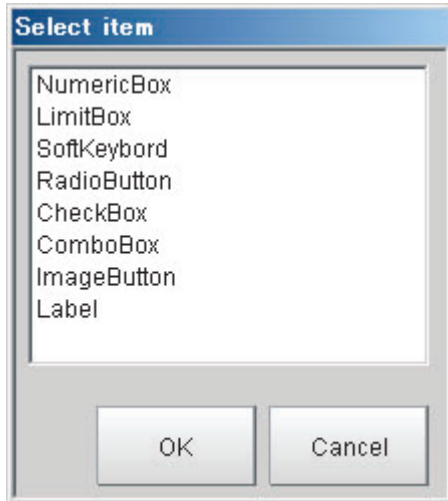 Select item
NumericBox
LimitBox
SoftKeybord
RadioButton
CheckBox
ComboBox
ImageButton
Label
OK
Cancel